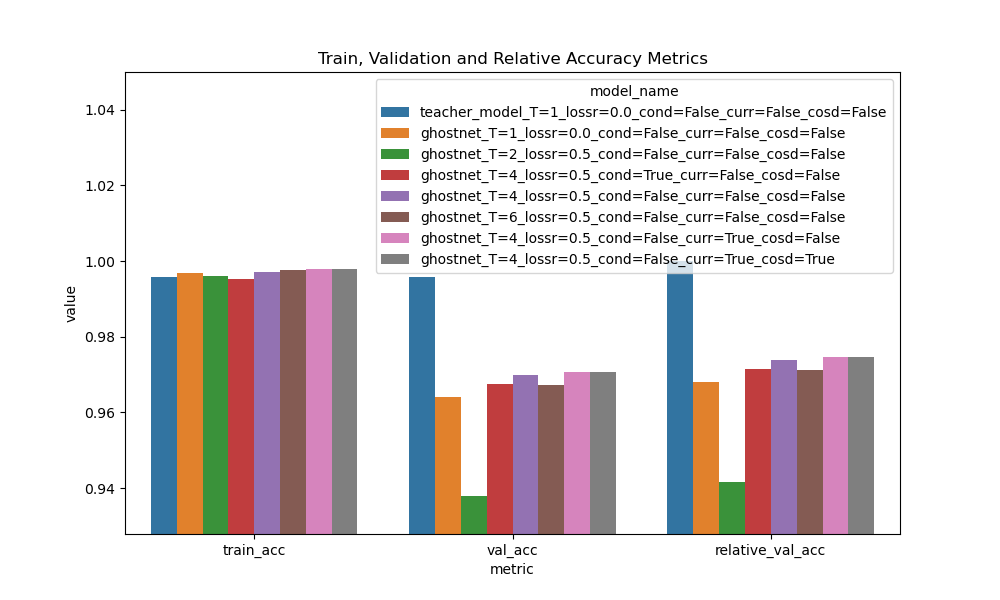 Train, Validation and Relative Accuracy Metrics
model_name
teacher_model_T=1_lossr=0.0_cond=False_curr=False_cosd=False
ghostnet_T=1_lossr=0.0_cond=False_curr=False_cosd=False
ghostnet_T=2_lossr=0.5_cond=False_curr=False_cosd=False
ghostnet_T=4_lossr=0.5_cond=True_curr=False_cosd=False
ghostnet_T=4_lossr=0.5_cond=False_curr=False_cosd=False
ghostnet_T=6_lossr=0.5_cond=False_curr=False_cosd=False
ghostnet_T=4_lossr=0.5_cond=False_curr=True_cosd=False
ghostnet_T=4_lossr=0.5_cond=False_curr=True_cosd=True
1.04
1.02
1.00
0.98
0.96
0.94
value
train_acc
val_acc
relative_val_acc
metric